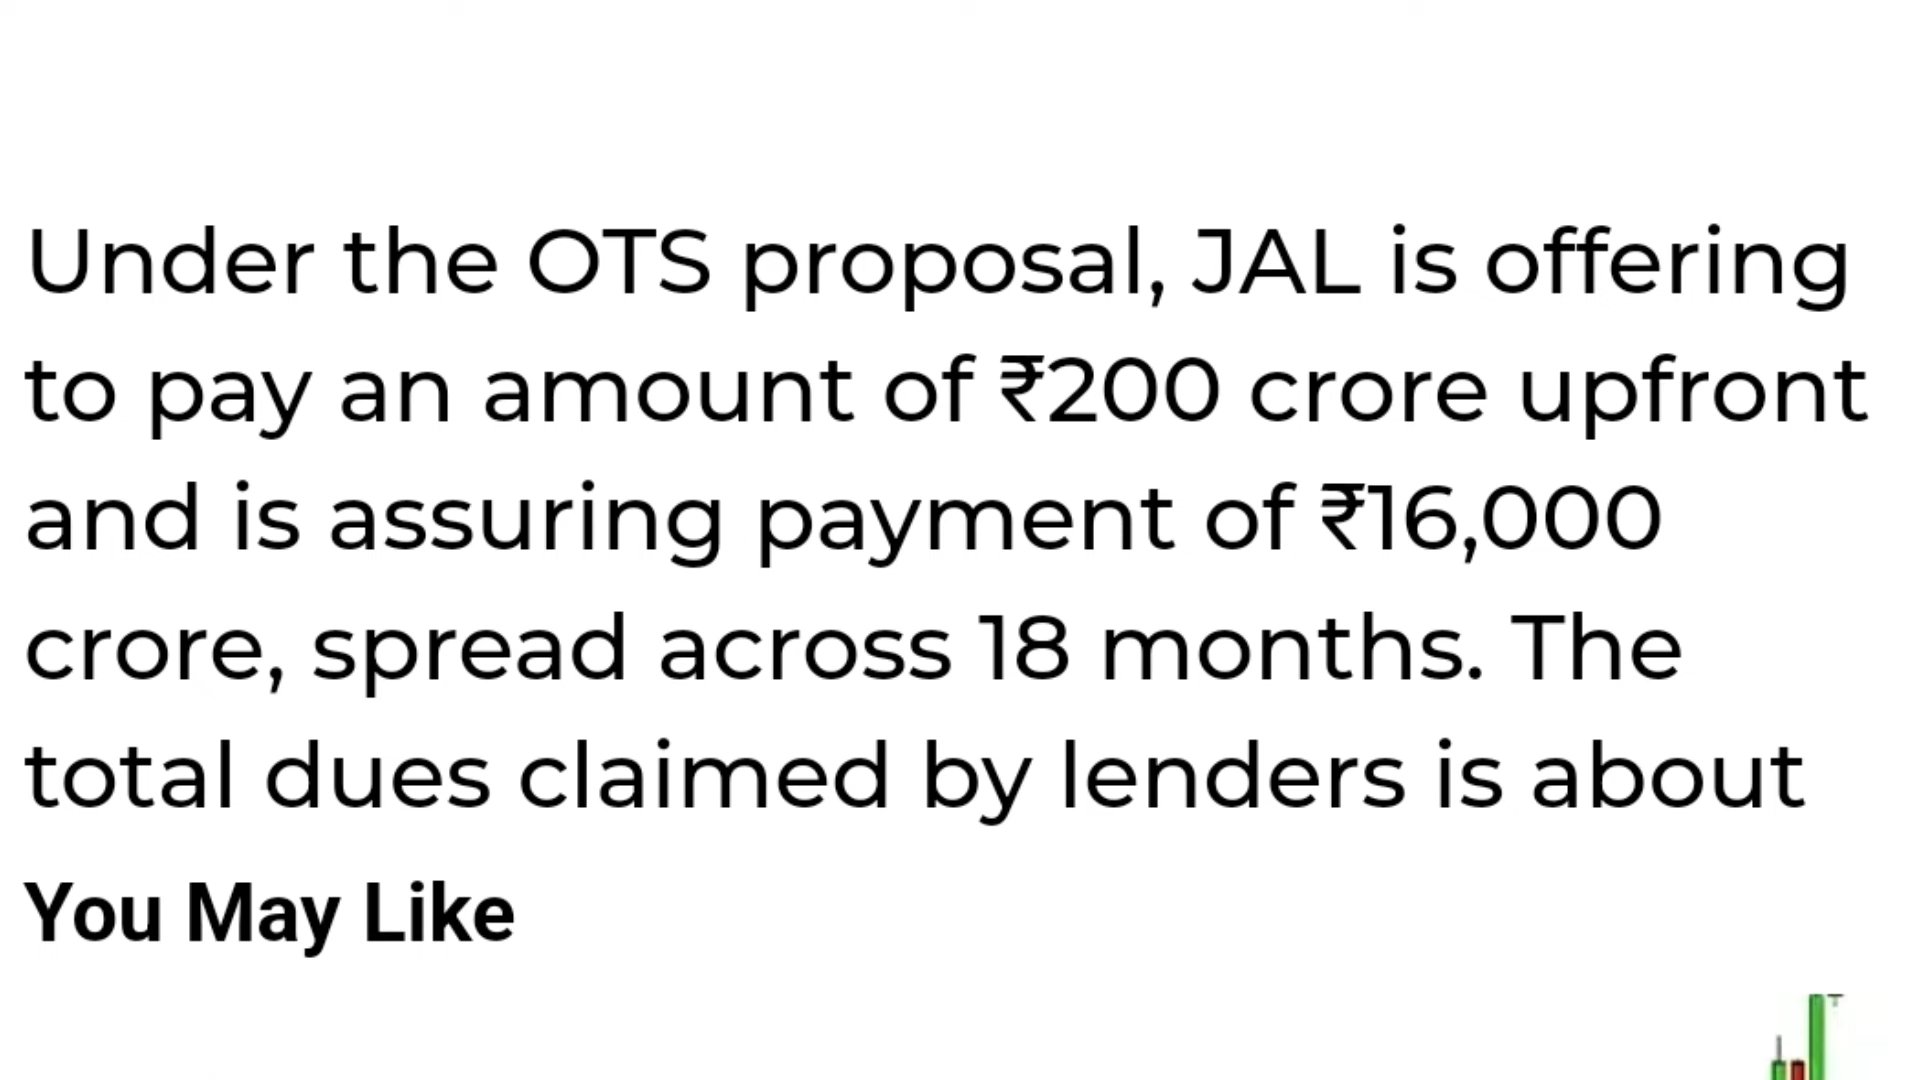 Under the OTS proposal, JAL is offering
to pay an amount of ₹200 crore upfront
and is assuring payment of ₹16,000
crore, spread across 18 months. The
total dues claimed by lenders is about
You May Like